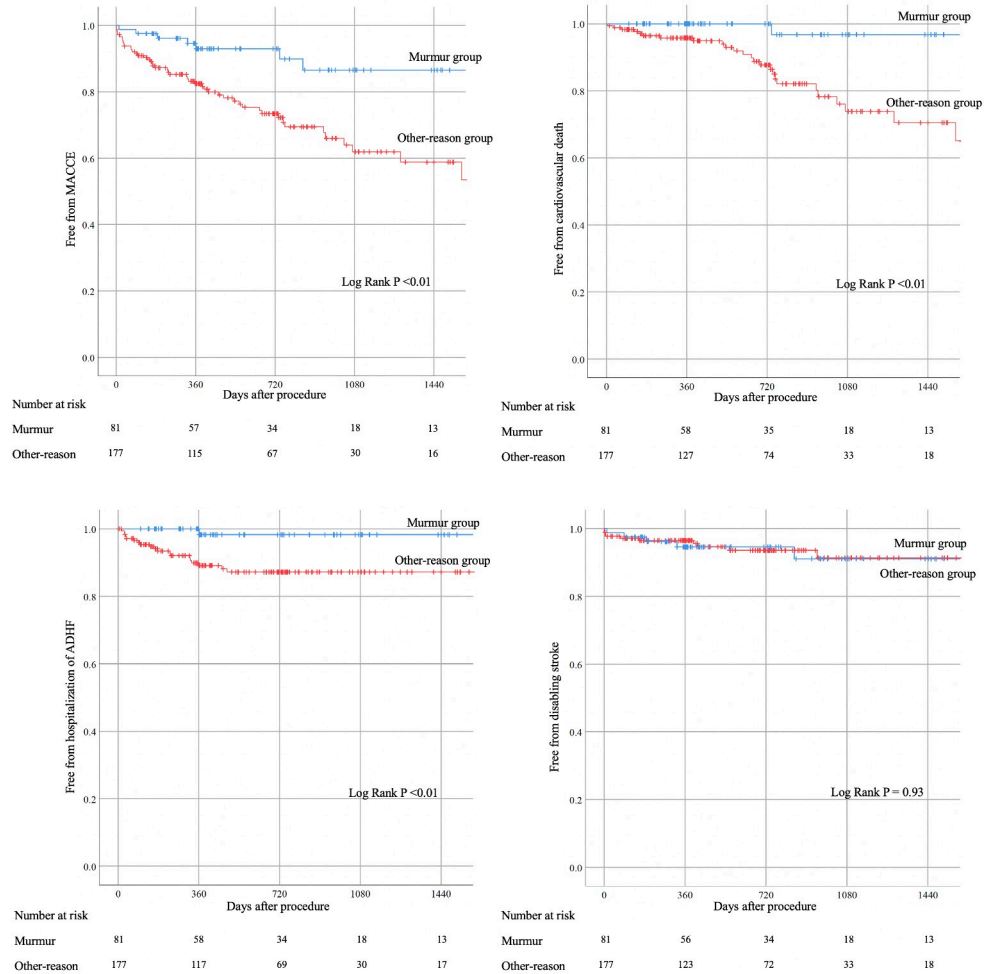 Free from MACCE
1.0
0.8
0.6
0.4
0.2
0.0
Murmur group
Other-reason group
Log Rank P <0.01
0 360 720 1080 1440
Days after procedure
Number at risk
Murmur 81 57 34 18 13
Other-reason 177 115 67 30 16
Free from cardiovascular death
1.0
0.8
0.6
0.4
0.2
0.0
Murmur group
Other-reason group
Log Rank P <0.01
0 360 720 1080 1440
Days after procedure
Number at risk
Murmur 81 58 35 18 13
Other-reason 177 127 74 33 18
Free from hospitalization of ADHF
1.0
0.8
0.6
0.4
0.2
0.0
Murmur group
Other-reason group
Log Rank P <0.01
0 360 720 1080 1440
Days after procedure
Number at risk
Murmur 81 58 34 18 13
Other-reason 177 117 69 30 17
Free from disabling stroke
1.0
0.8
0.6
0.4
0.2
0.0
Murmur group
Other-reason group
Log Rank P = 0.93
0 360 720 1080 1440
Days after procedure
Number at risk
Murmur 81 56 34 18 13
Other-reason 177 123 72 33 18